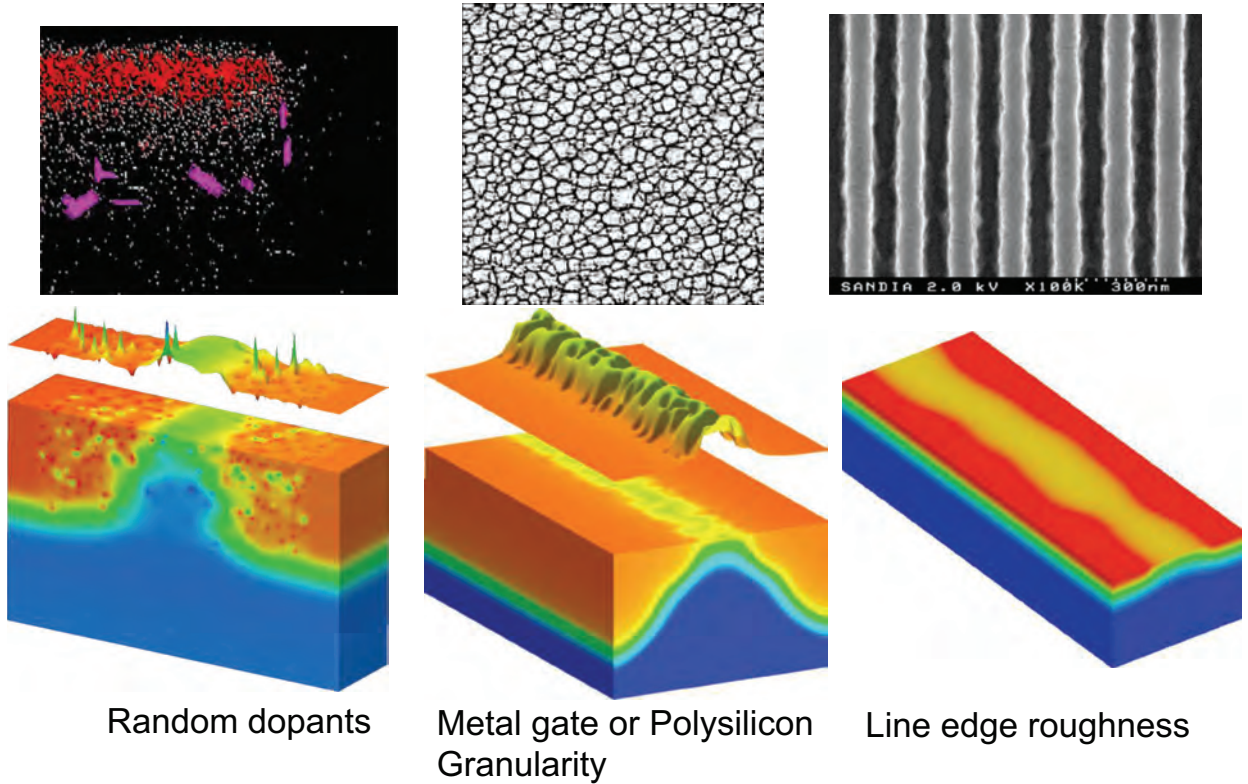 SANDIA 2.0 kV X100K 300nm
Random dopants
Metal gate or Polysilicon
Granularity
Line edge roughness